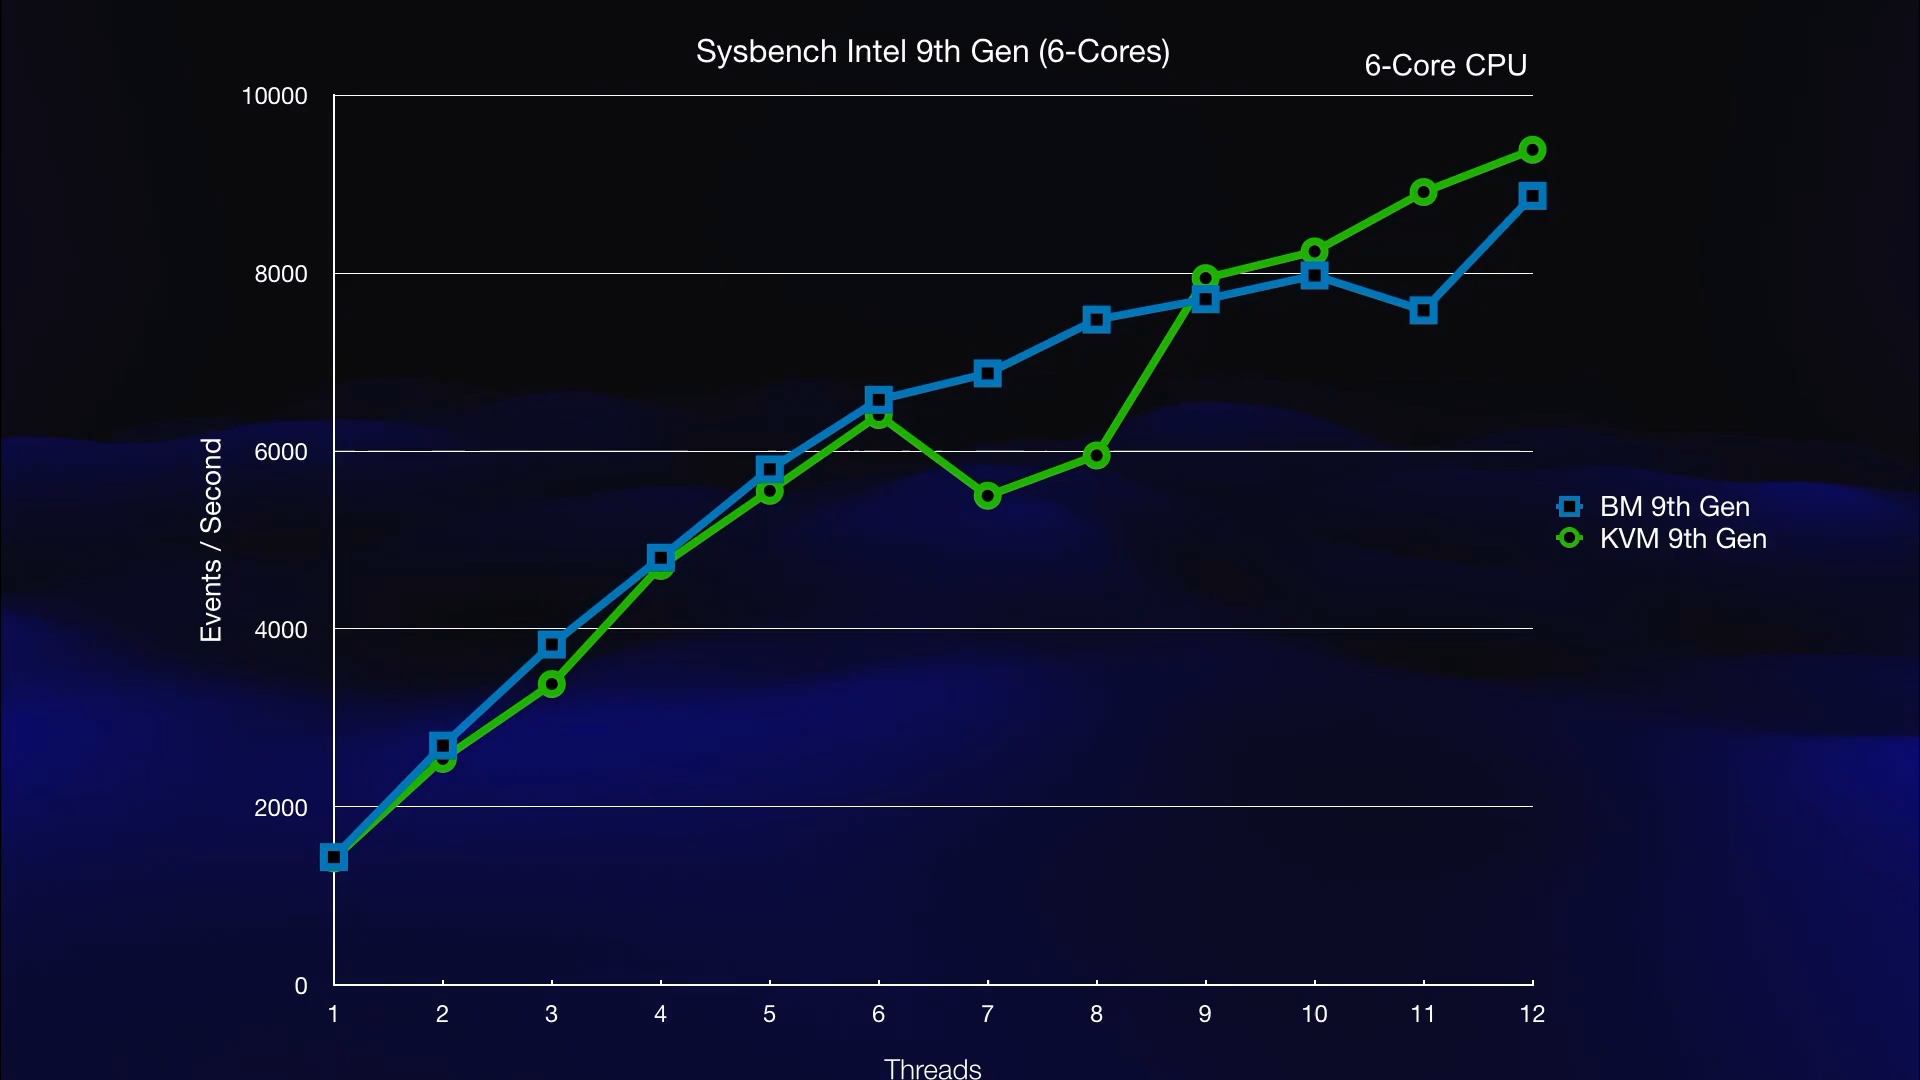 Sysbench Intel 9th Gen (6-Cores)
6-Core CPU
10000
8000
6000
4000
2000
0
Events / Second
1 2 3 4 5 6 7 8 9 10 11 12
Threads
BM 9th Gen
KVM 9th Gen